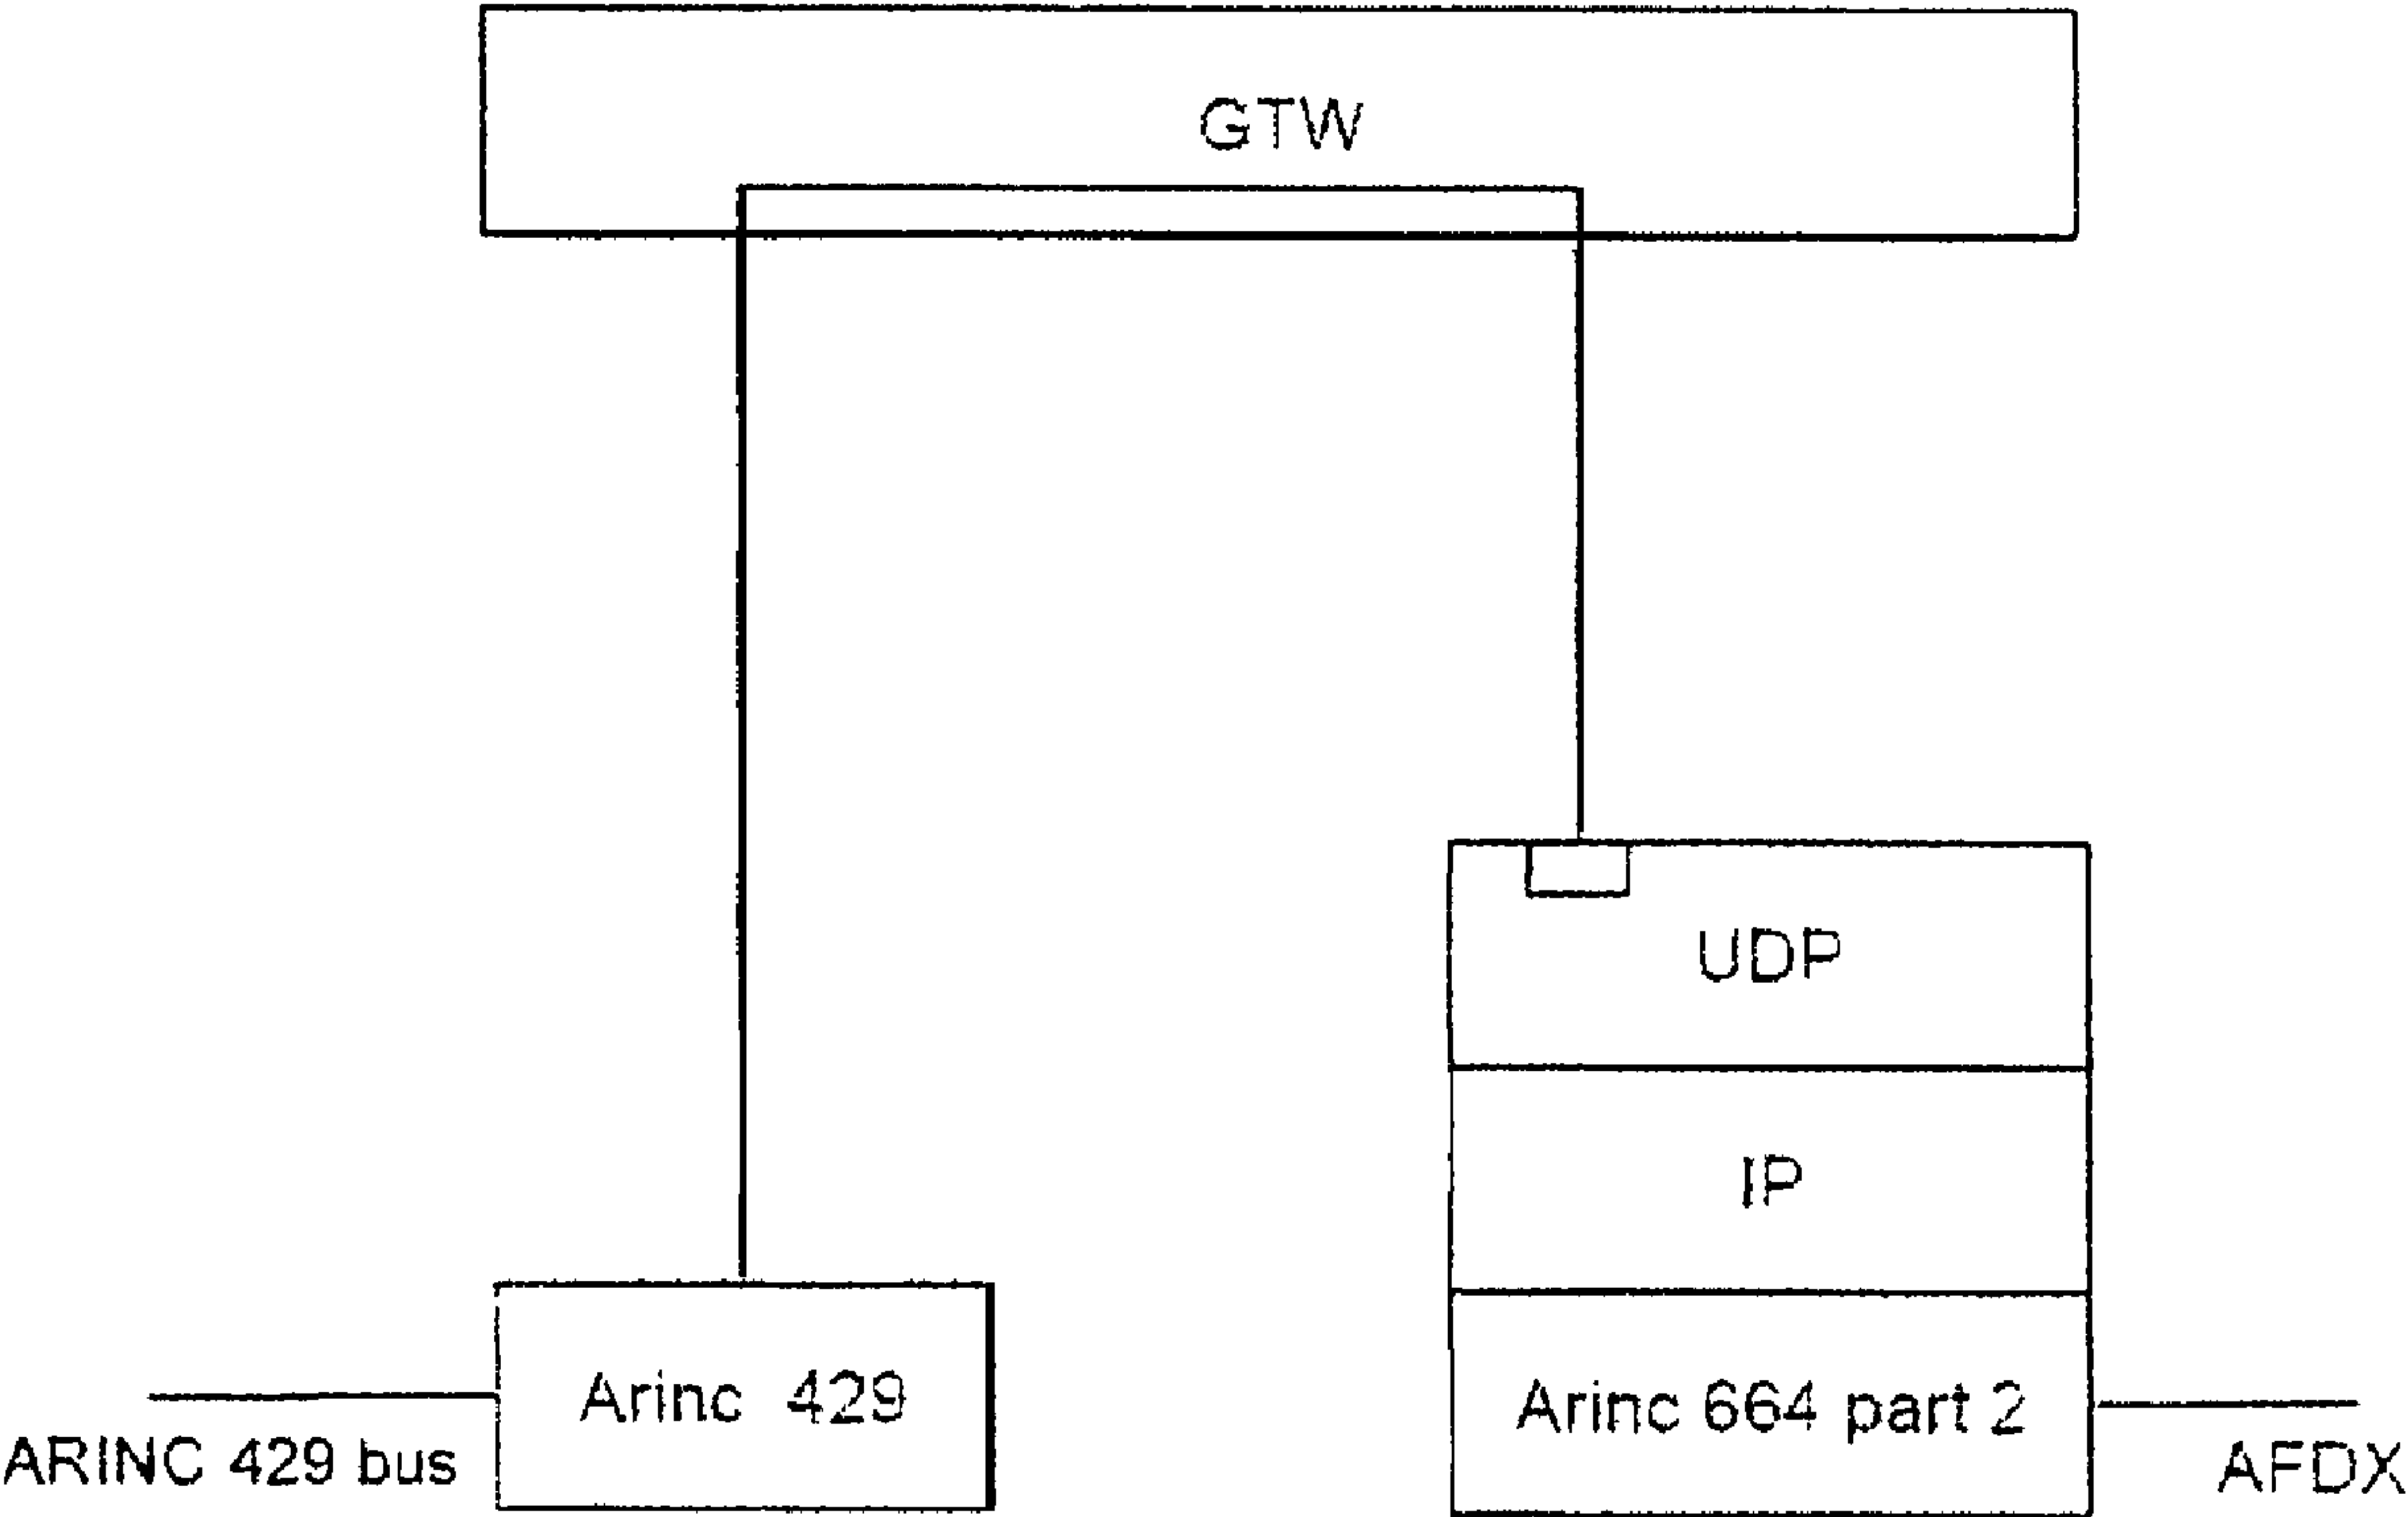 GTW
UDP
IP
Arinc 429
Arinc 664 part 2
ARINC 429 bus
AFDX